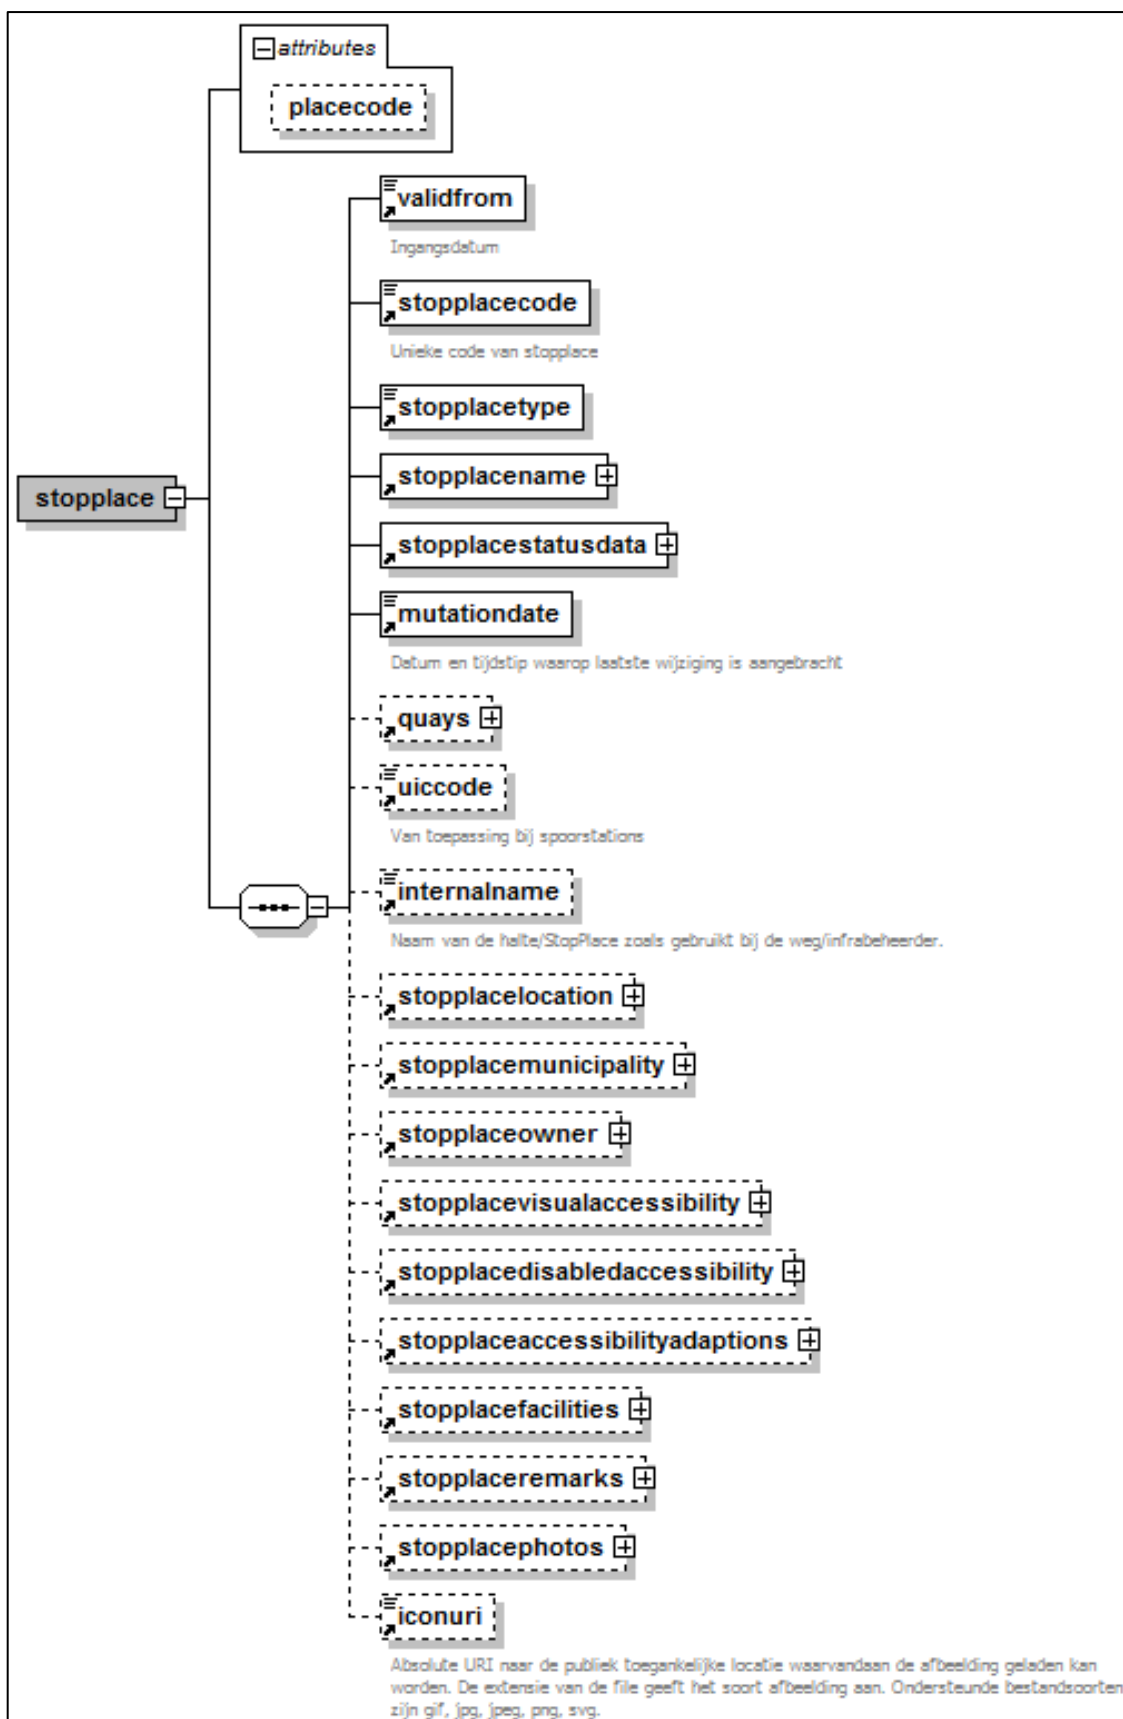 attributes
placecode
validfrom
Ingangsdatum
stopplacecode
Unieke code van stopplace
stopplacetype
stopplacename
stopplace
stopplacestatusdata
mutationdate
Datum en tijdstip waarop laatste wijziging is aangebracht
quays
uiccode
Van toepassing bij spoorstations
internalname
Naam van de halte/StopPlace zoals gebruikt bij de weg/infrabeheerder.
stopplacelocation
stopplacemunicipality
stopplaceowner
stopplacevisualaccessibility
stopplacedisabledaccessibility
stopplaceaccessibilityadaptions
stopplacefacilities
stopplaceremarks
stopplacephotos
iconuri
Absolute URI naar de publiek toegankelijke locatie waarvandaan de afbeelding geladen kan
worden. De extensie van de file geeft het soort afbeelding aan. Ondersteunde bestandsoorten
zijn gif, jpg, jpeg, png, svg.